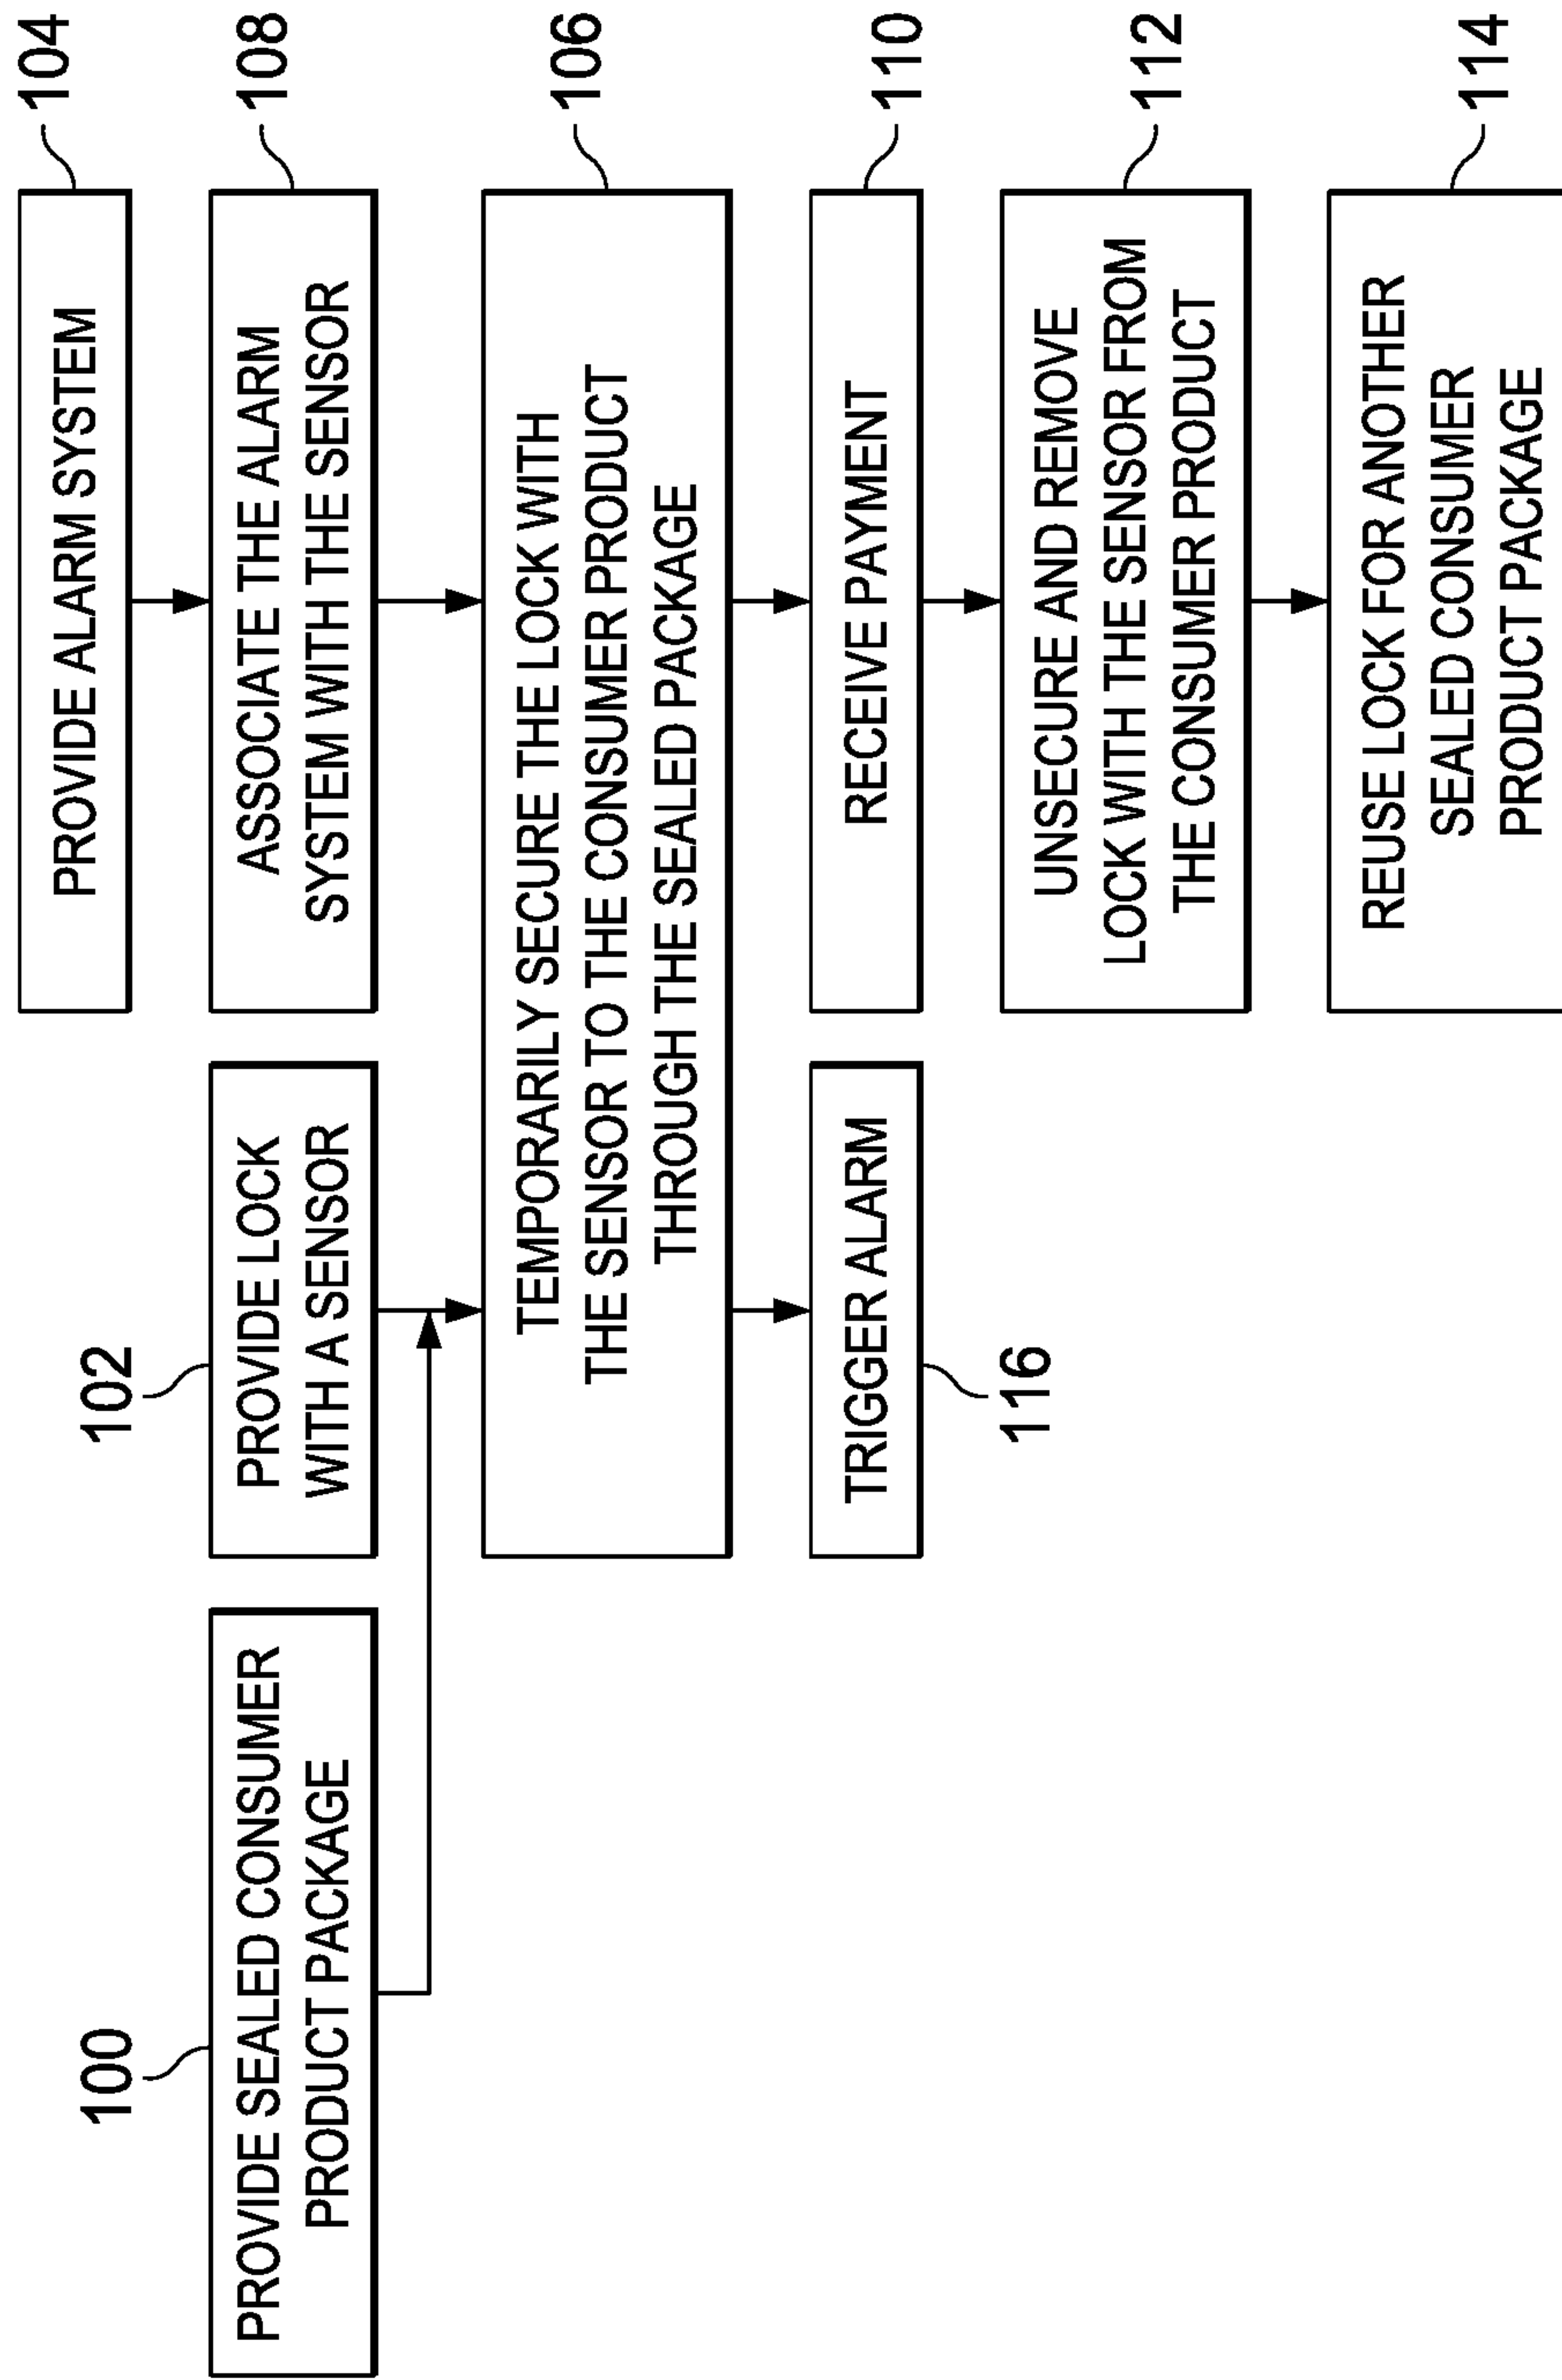 104
PROVIDE ALARM SYSTEM
100
PROVIDE SEALED CONSUMER
PRODUCT PACKAGE
102
PROVIDE LOCK
WITH A SENSOR
108
ASSOCIATE THE ALARM
SYSTEM WITH THE SENSOR
106
TEMPORARILY SECURE THE LOCK WITH
THE SENSOR TO THE CONSUMER PRODUCT
THROUGH THE SEALED PACKAGE
TRIGGER ALARM
116
110
RECEIVE PAYMENT
112
UNSECURE AND REMOVE
LOCK WITH THE SENSOR FROM
THE CONSUMER PRODUCT
114
REUSE LOCK FOR ANOTHER
SEALED CONSUMER
PRODUCT PACKAGE